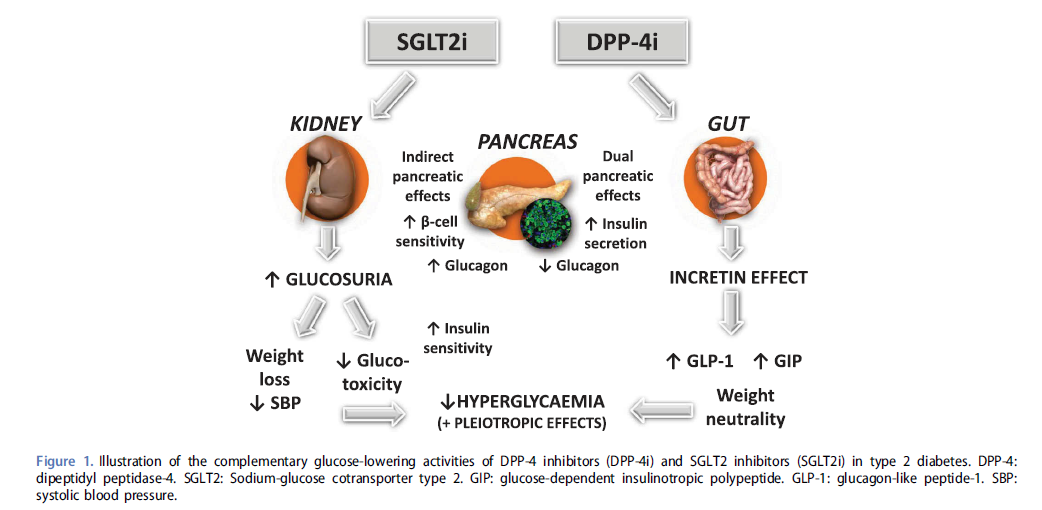 SGLT2i
DPP-4i
KIDNEY
PANCREAS
GUT
Indirect
pancreatic
effects
↑ β-cell
sensitivity
↑ Glucagon
Dual
pancreatic
effects
↑ Insulin
secretion
↓ Glucagon
↑ GLUCOSURIA
INCRETIN EFFECT
↑ Insulin
sensitivity
Weight
loss
↓ SBP
↓ Gluco-
toxicity
↑ GLP-1 ↑ GIP
Weight
neutrality
↓HYPERGLYCAEMIA
(+ PLEIOTROPIC EFFECTS)
Figure 1. Illustration of the complementary glucose-lowering activities of DPP-4 inhibitors (DPP-4i) and SGLT2 inhibitors (SGLT2i) in type 2 diabetes. DPP-4:
dipeptidyl peptidase-4. SGLT2: Sodium-glucose cotransporter type 2. GIP: glucose-dependent insulinotropic polypeptide. GLP-1: glucagon-like peptide-1. SBP:
systolic blood pressure.